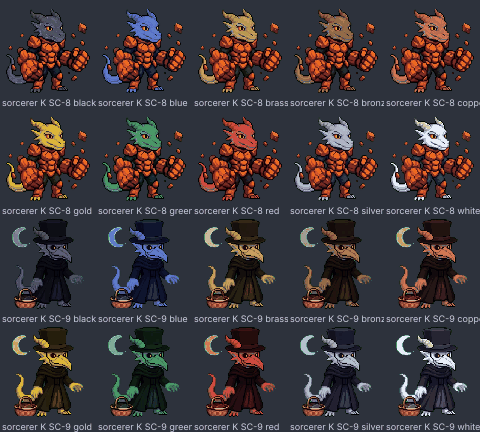 sorcerer K SC-8 black
sorcerer K SC-8 blue
sorcerer K SC-8 brass
sorcerer K SC-8 bronz
sorcerer K SC-8 coppe
sorcerer K SC-8 gold
sorcerer K SC-8 greer
sorcerer K SC-8 red
sorcerer K SC-8 silver
sorcerer K SC-8 white
sorcerer K SC-9 black
sorcerer K SC-9 blue
sorcerer K SC-9 brass
sorcerer K SC-9 bronz
sorcerer K SC-9 coppe
sorcerer K SC-9 gold
sorcerer K SC-9 greer
sorcerer K SC-9 red
sorcerer K SC-9 silver
sorcerer K SC-9 white